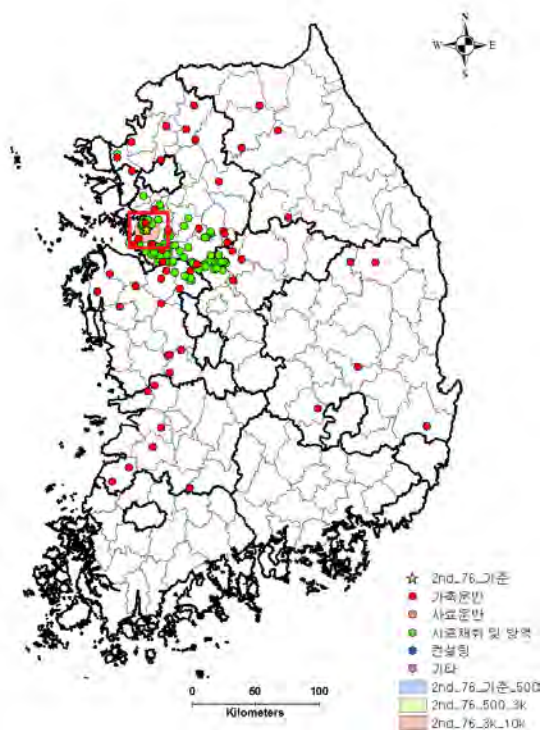 N
W E
S
2nd_76_기준
가축운반
사료운반
시료채취 및 방역
컨설팅
기타
2nd_76_기준_500
2nd_76_500_3k
2nd_76_3k_10k
0 60 100
Kilometers